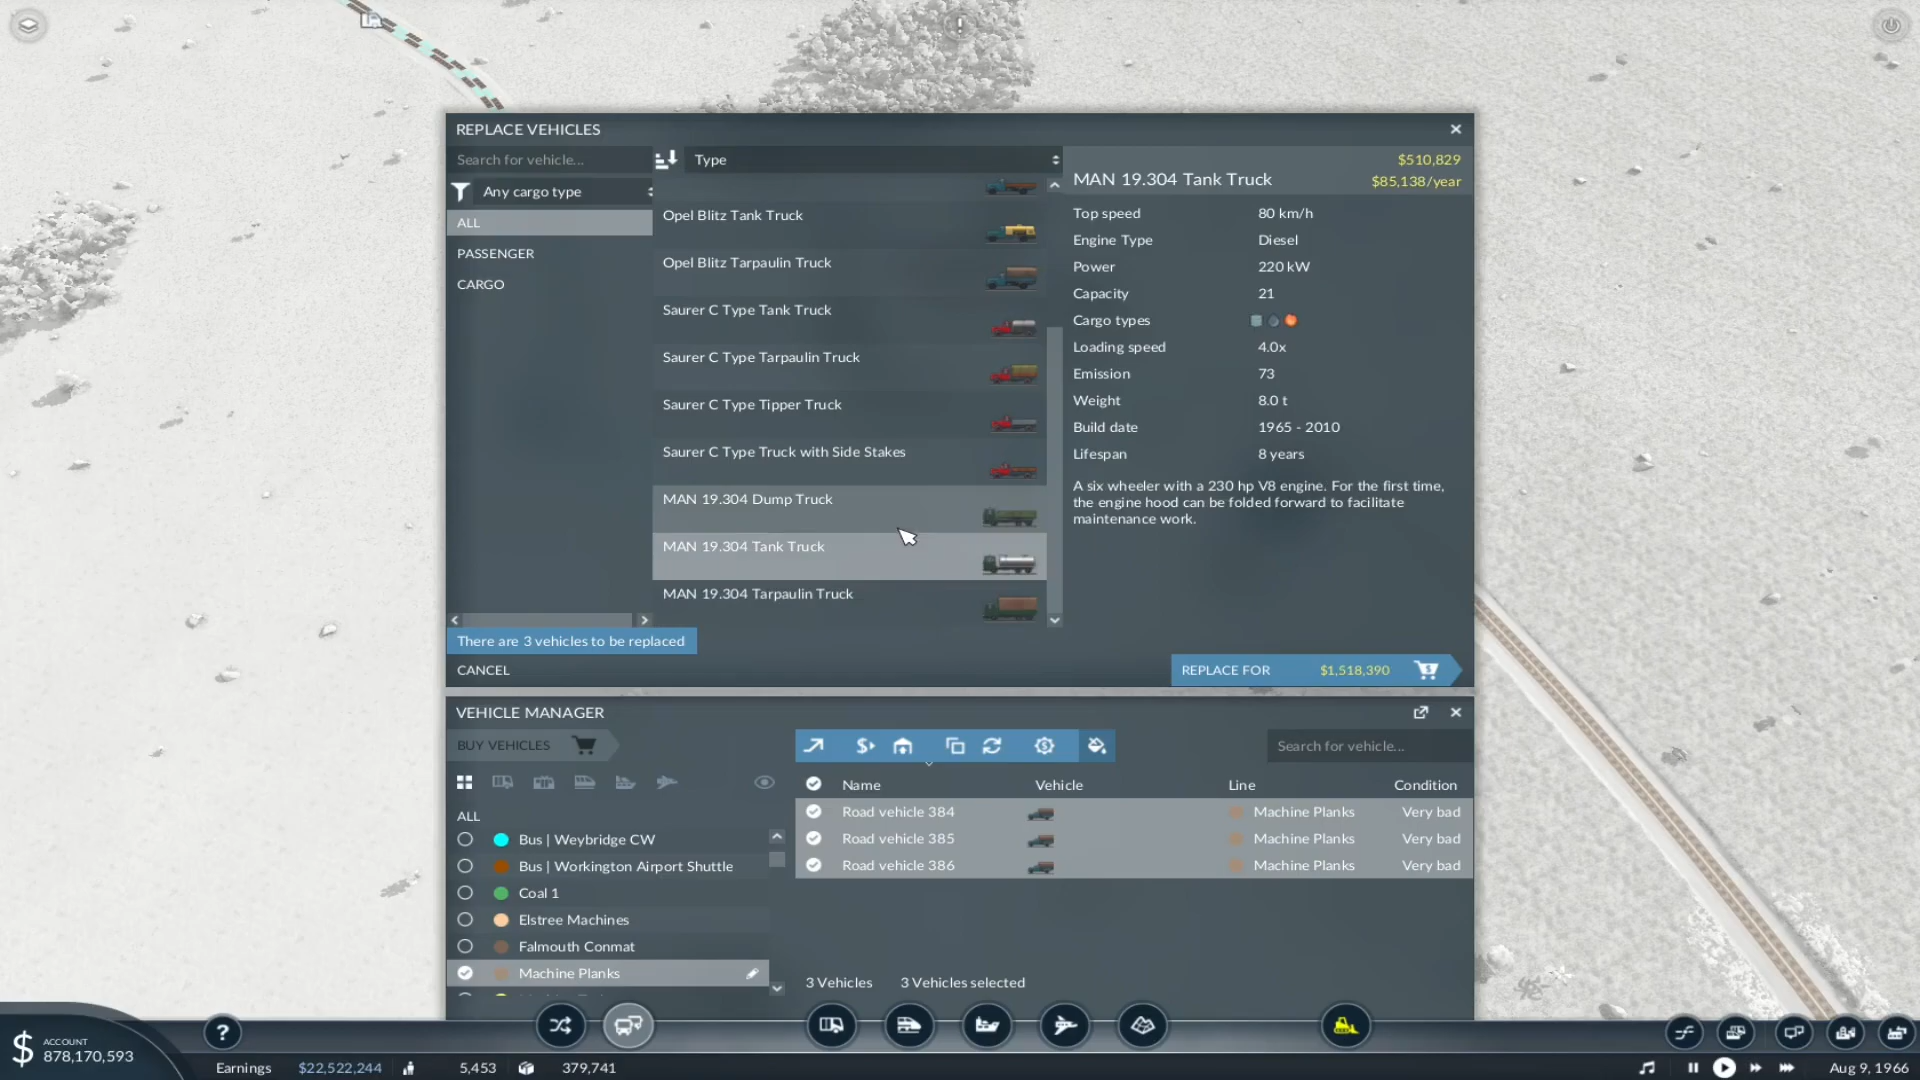 REPLACE VEHICLES
Search for vehicle...
Type
Any cargo type
ALL
PASSENGER
CARGO
Opel Blitz Tank Truck
Opel Blitz Tarpaulin Truck
Saurer C Type Tank Truck
Saurer C Type Tarpaulin Truck
Saurer C Type Tipper Truck
Saurer C Type Truck with Side Stakes
MAN 19.304 Dump Truck
MAN 19.304 Tank Truck
MAN 19.304 Tarpaulin Truck
$510,829
MAN 19.304 Tank Truck
$85,138/year
Top speed 80 km/h
Engine Type Diesel
Power 220 kW
Capacity 21
Cargo types
Loading speed 4.0x
Emission 73
Weight 8.0 t
Build date 1965 - 2010
Lifespan 8 years
A six wheeler with a 230 hp V8 engine. For the first time,
the engine hood can be folded forward to facilitate
maintenance work.
There are 3 vehicles to be replaced
CANCEL
REPLACE FOR $1,518,390
VEHICLE MANAGER
BUY VEHICLES
Search for vehicle...
ALL
Bus | Weybridge CW
Bus | Workington Airport Shuttle
Coal 1
Elstree Machines
Falmouth Conmat
Machine Planks
Name Vehicle Line Condition
Road vehicle 384 Machine Planks Very bad
Road vehicle 385 Machine Planks Very bad
Road vehicle 386 Machine Planks Very bad
3 Vehicles 3 Vehicles selected
$ ACCOUNT
878,170,593
?
Earnings $22,522,244 5,453 379,741
Aug 9, 1966